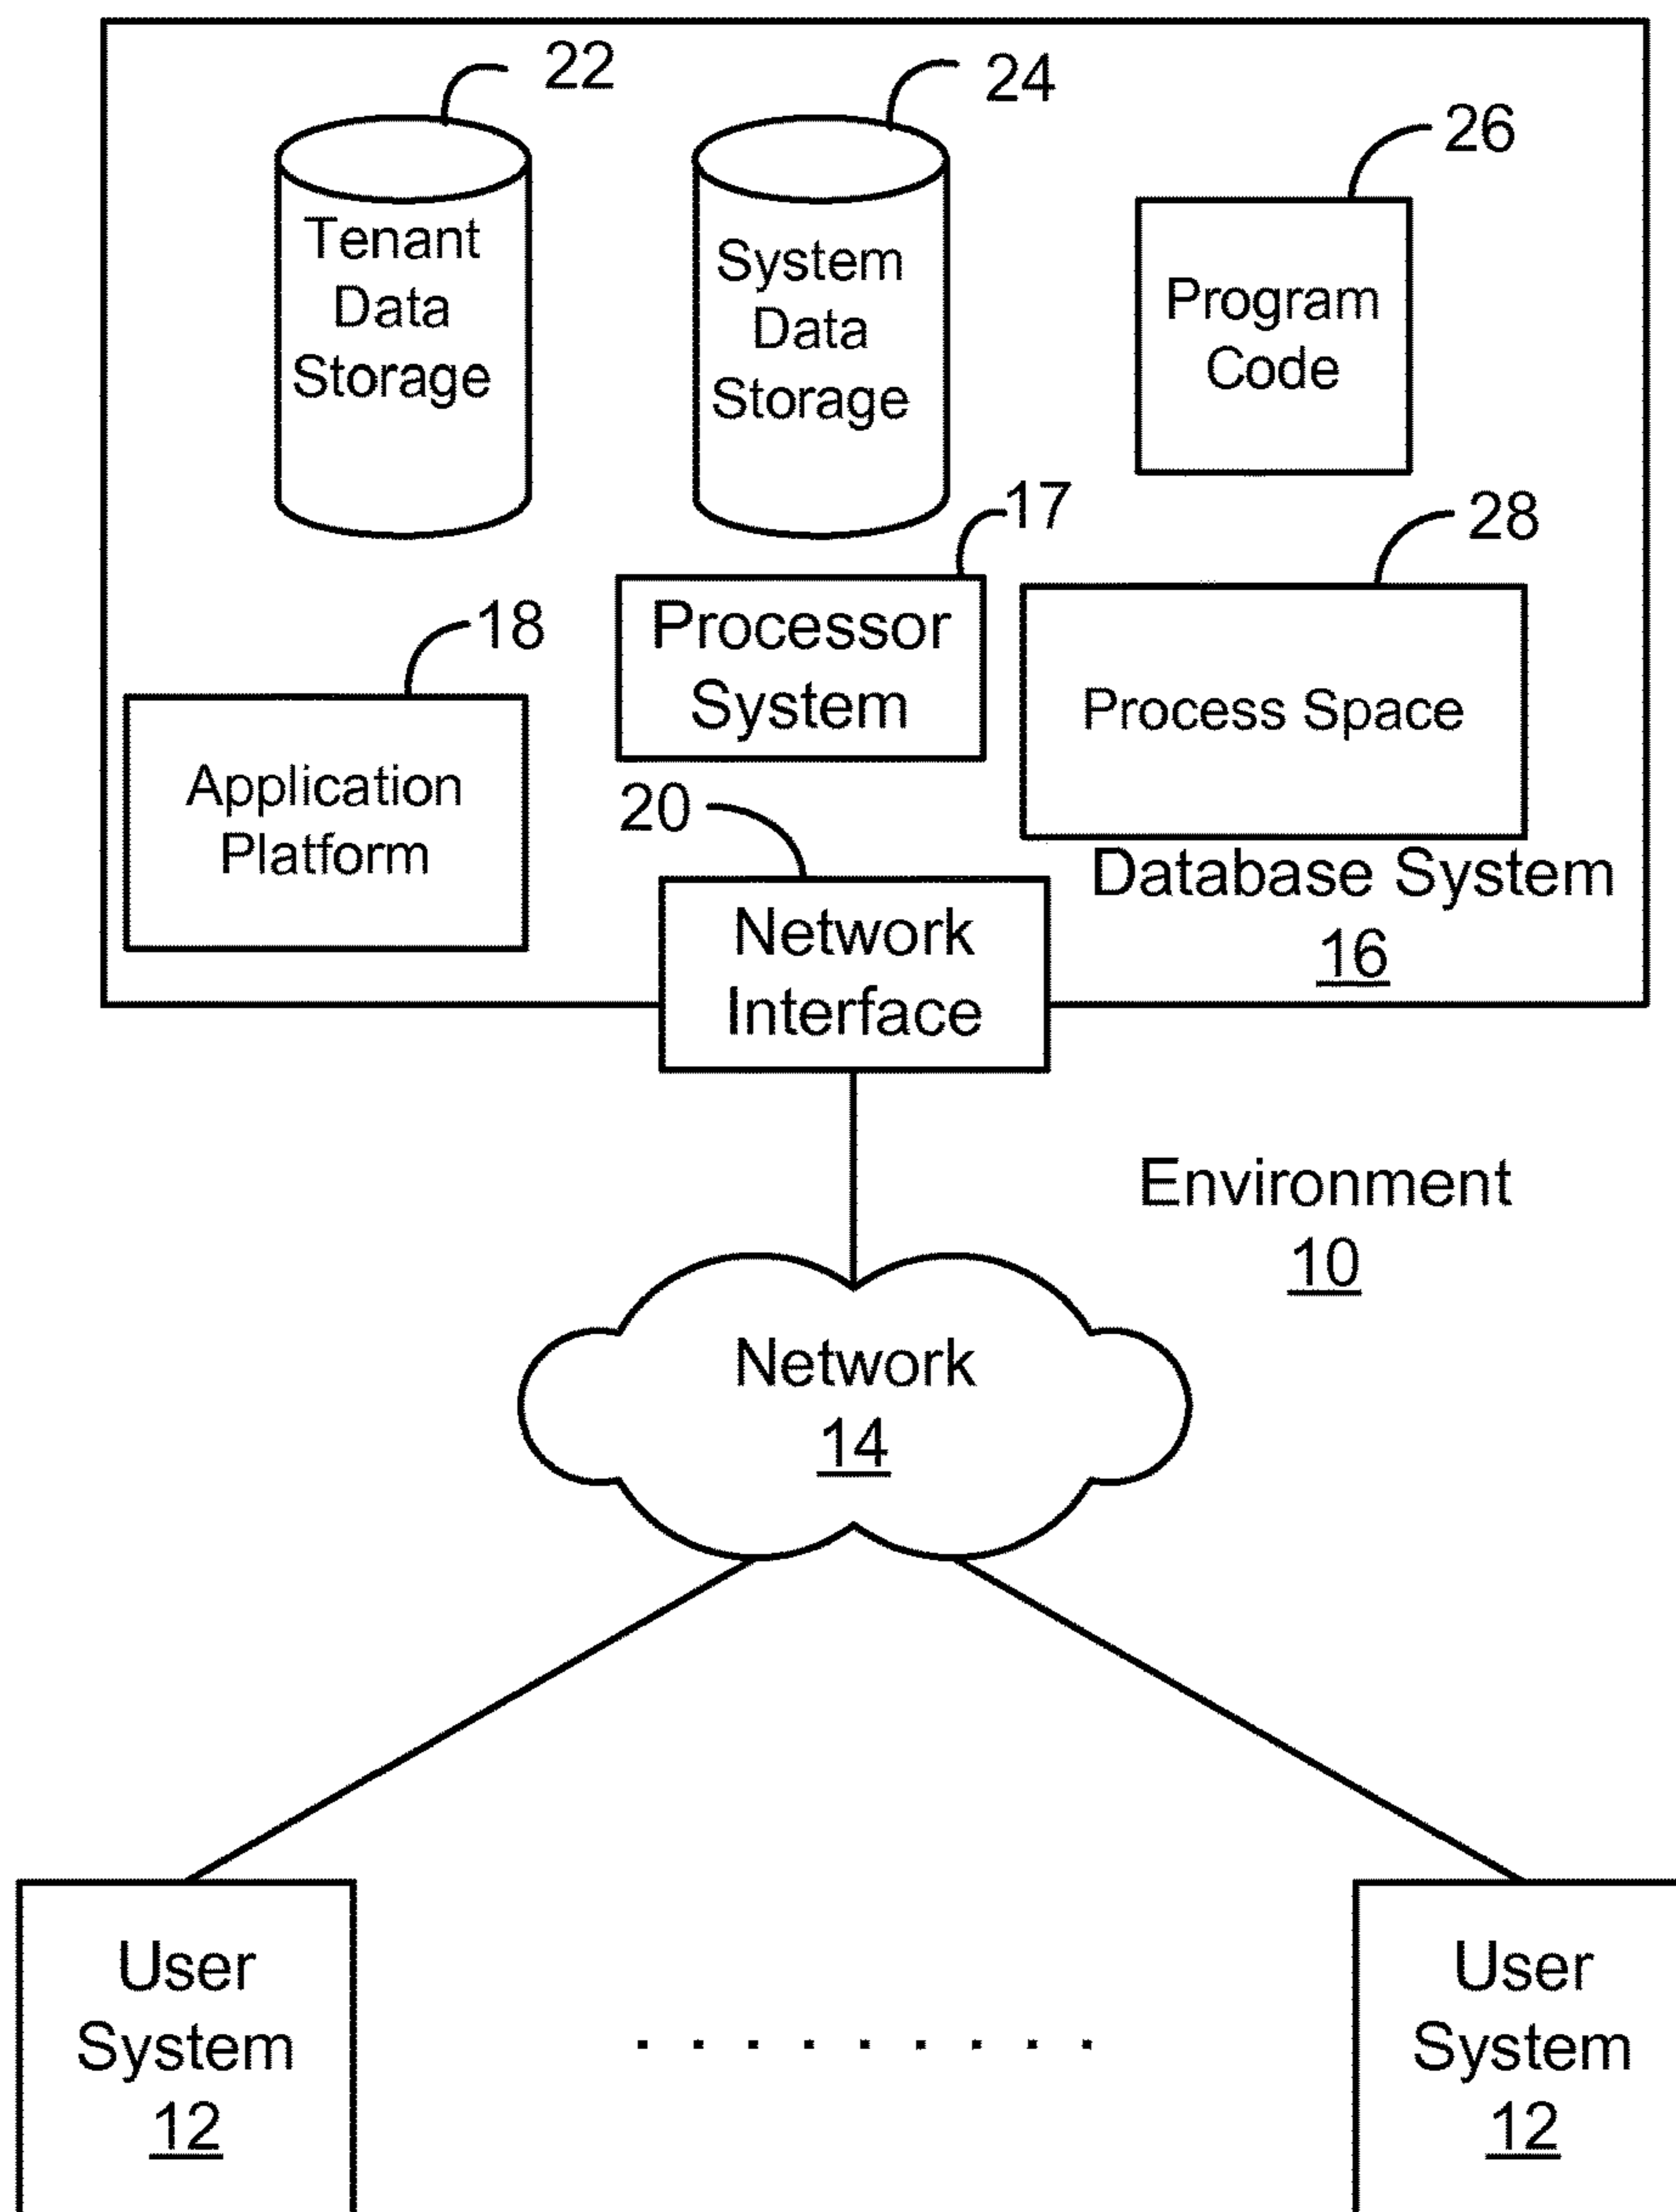 22
24
26
Tenant
Data
Storage
System
Data
Storage
Program
Code
17
28
18
Processor
System
Process Space
Application
Platform
20
Database System
16
Network
Interface
Environment
10
Network
14
User
System
12
User
System
12